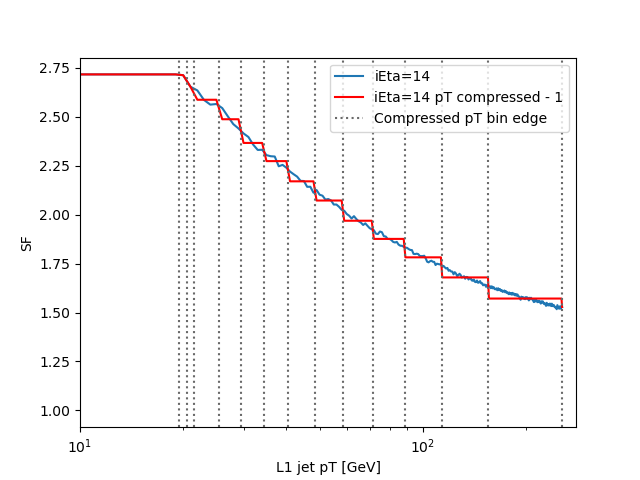 iEta=14
iEta=14 pT compressed - 1
Compressed pT bin edge
SF
2.75
2.50
2.25
2.00
1.75
1.50
1.25
1.00
10¹
10²
L1 jet pT [GeV]